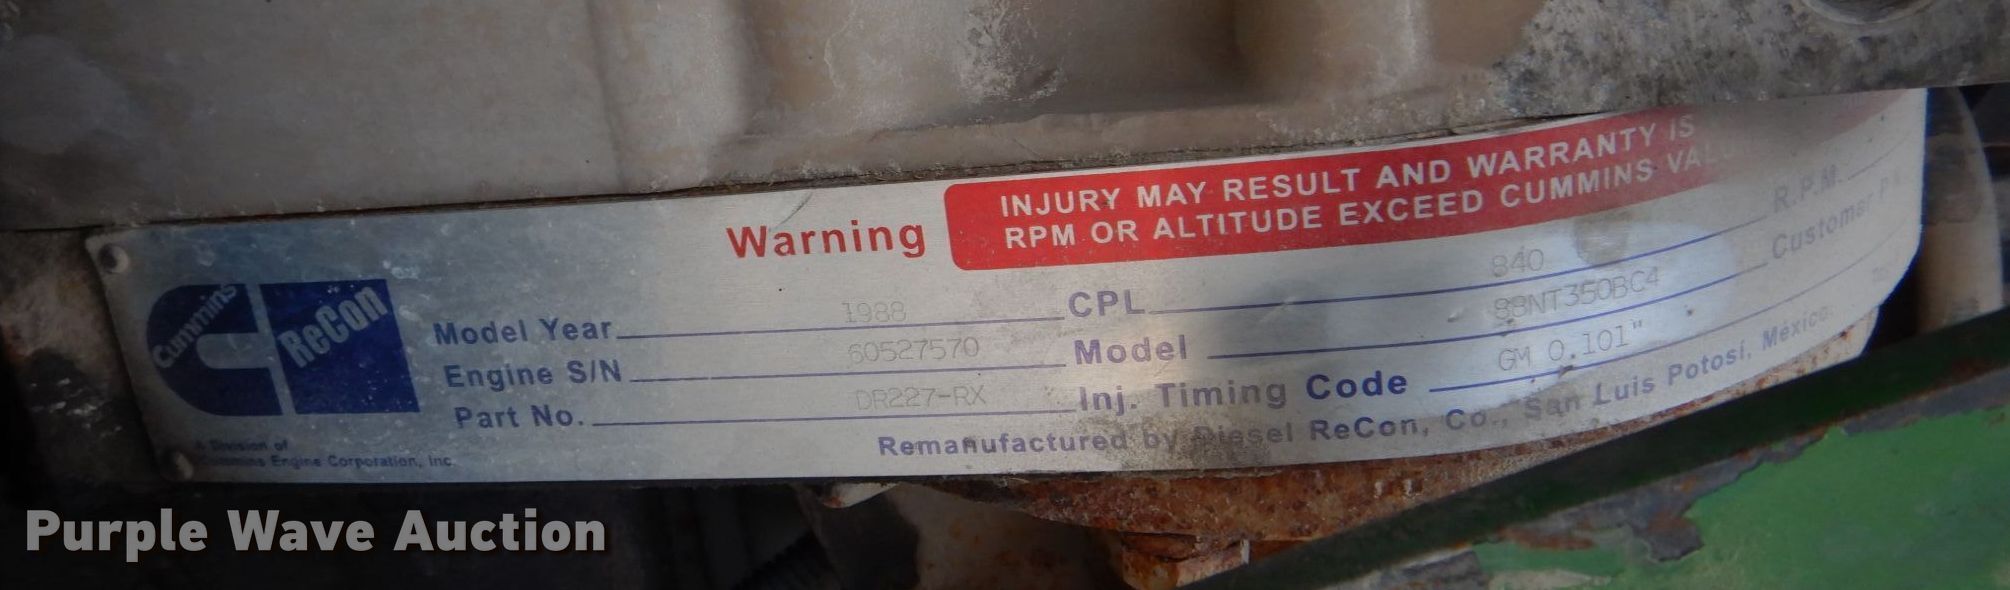 Warning
INJURY MAY RESULT AND WARRANTY IS
RPM OR ALTITUDE EXCEED CUMMINS
Cummins ReCon
Model Year 1988 CPL 840 R.P.M.
Engine S/N 60527570 Model 88NT350BC4 Customer
Part No. DR227-RX Inj. Timing Code GM 0.101"
A Division of
Cummins Engine Corporation, Inc
Remanufactured by Diesel ReCon, Co., San Luis Potosí, México.
Purple Wave Auction